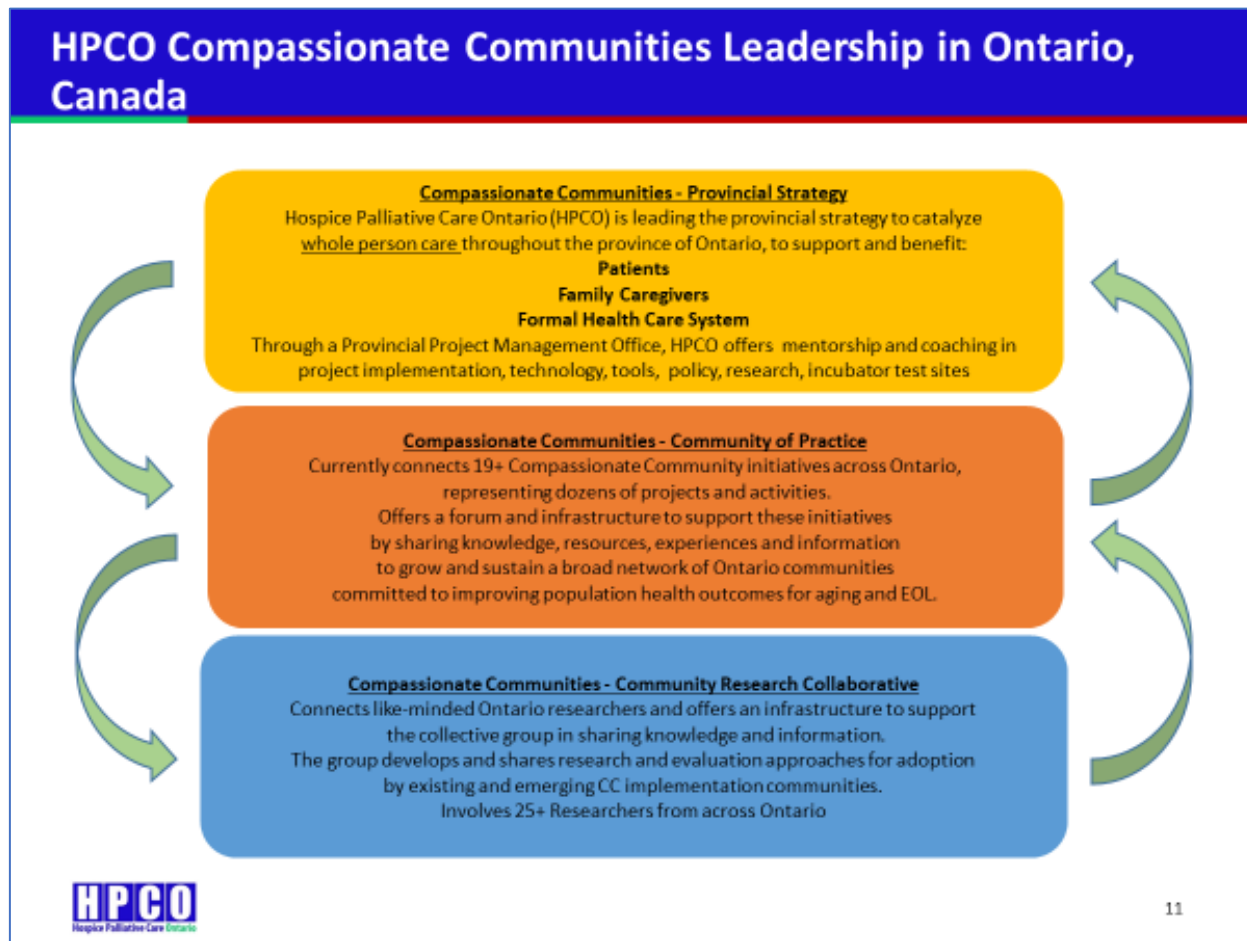 HPCO Compassionate Communities Leadership in Ontario,
Canada
Compassionate Communities - Provincial Strategy
Hospice Palliative Care Ontario (HPCO) is leading the provincial strategy to catalyze
whole person care throughout the province of Ontario, to support and benefit:
Patients
Family Caregivers
Formal Health Care System
Through a Provincial Project Management Office, HPCO offers mentorship and coaching in
project implementation, technology, tools, policy, research, incubator test sites
Compassionate Communities - Community of Practice
Currently connects 19+ Compassionate Community initiatives across Ontario,
representing dozens of projects and activities.
Offers a forum and infrastructure to support these initiatives
by sharing knowledge, resources, experiences and information
to grow and sustain a broad network of Ontario communities
committed to improving population health outcomes for aging and EOL.
Compassionate Communities - Community Research Collaborative
Connects like-minded Ontario researchers and offers an infrastructure to support
the collective group in sharing knowledge and information.
The group develops and shares research and evaluation approaches for adoption
by existing and emerging CC implementation communities.
Involves 25+ Researchers from across Ontario
HPCO
Hospice Palliative Care Ontario
11